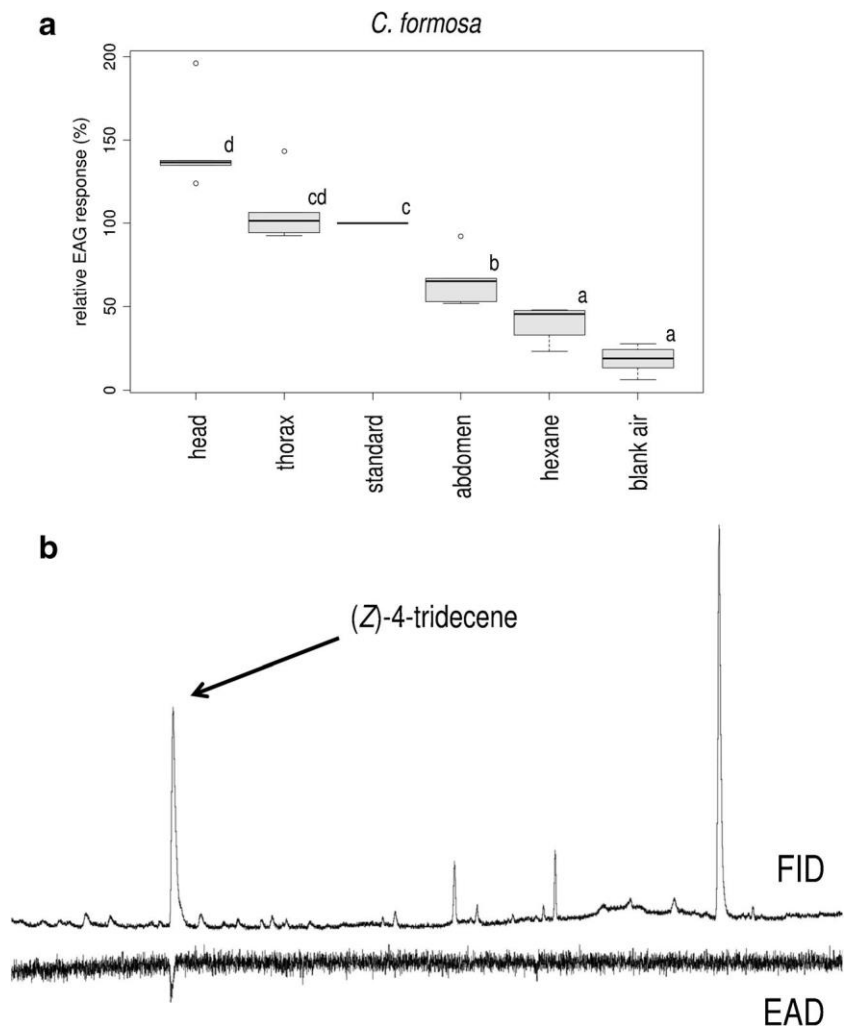 a
C. formosa
relative EAG response (%)
200
150
100
50
0
d
cd
c
b
a
a
head
thorax
standard
abdomen
hexane
blank air
b
(Z)-4-tridecene
FID
EAD